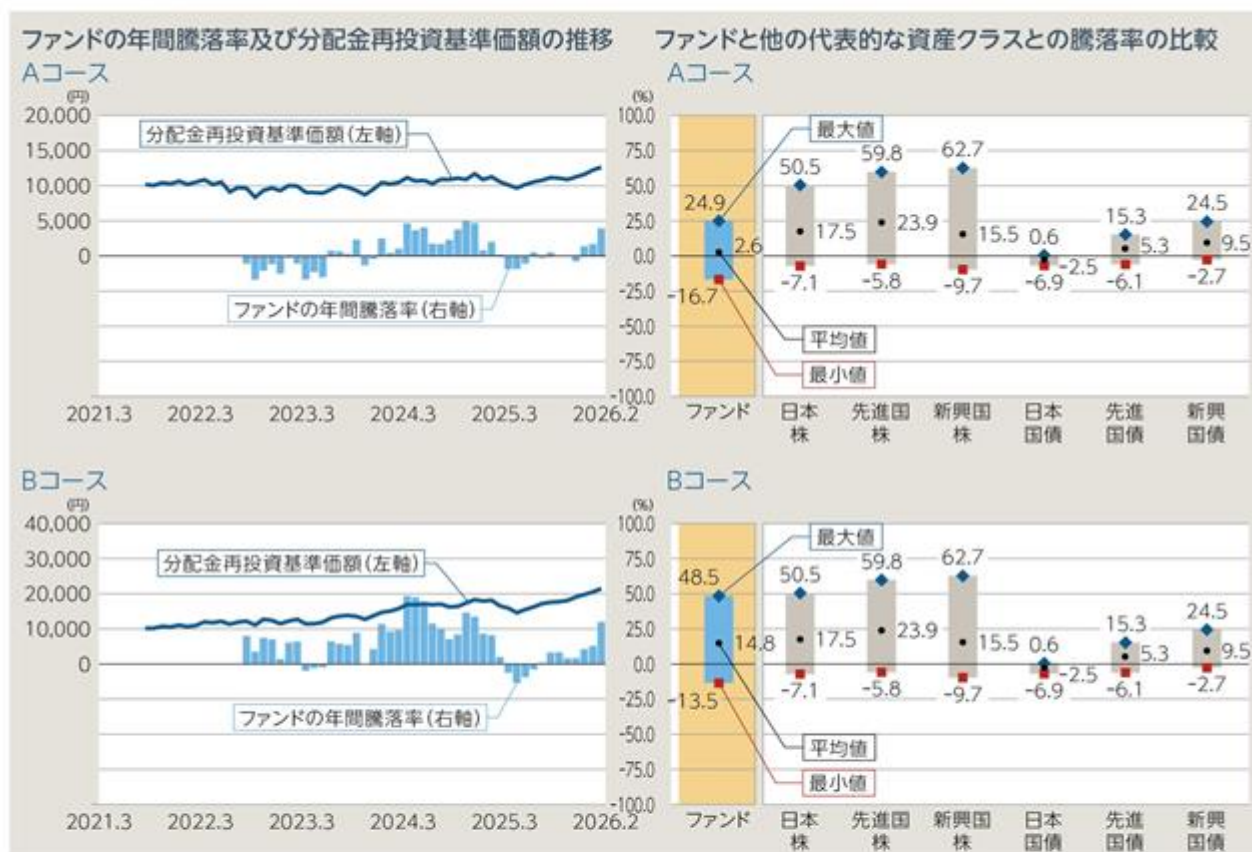 ファンドの年間騰落率及び分配金再投資基準価額の推移
Aコース
(円)
20,000
15,000
10,000
5,000
0
分配金再投資基準価額(左軸)
ファンドの年間騰落率(右軸)
(%)
100.0
75.0
50.0
25.0
0.0
-25.0
-50.0
-75.0
-100.0
2021.3 2022.3 2023.3 2024.3 2025.3 2026.2
ファンドと他の代表的な資産クラスとの騰落率の比較
Aコース
最大値
平均値
最小値
24.9 50.5 59.8 62.7 0.6 15.3 24.5
2.6 17.5 23.9 15.5 -2.5 5.3 9.5
-16.7 -7.1 -5.8 -9.7 -6.9 -6.1 -2.7
ファンド 日本 先進国 新興国 日本 先進 新興
株 株 株 国債 国債 国債
Bコース
(円)
40,000
30,000
20,000
10,000
0
分配金再投資基準価額(左軸)
ファンドの年間騰落率(右軸)
(%)
100.0
75.0
50.0
25.0
0.0
-25.0
-50.0
-75.0
-100.0
2021.3 2022.3 2023.3 2024.3 2025.3 2026.2
Bコース
最大値
平均値
最小値
48.5 50.5 59.8 62.7 0.6 15.3 24.5
14.8 17.5 23.9 15.5 -2.5 5.3 9.5
-13.5 -7.1 -5.8 -9.7 -6.9 -6.1 -2.7
ファンド 日本 先進国 新興国 日本 先進 新興
株 株 株 国債 国債 国債